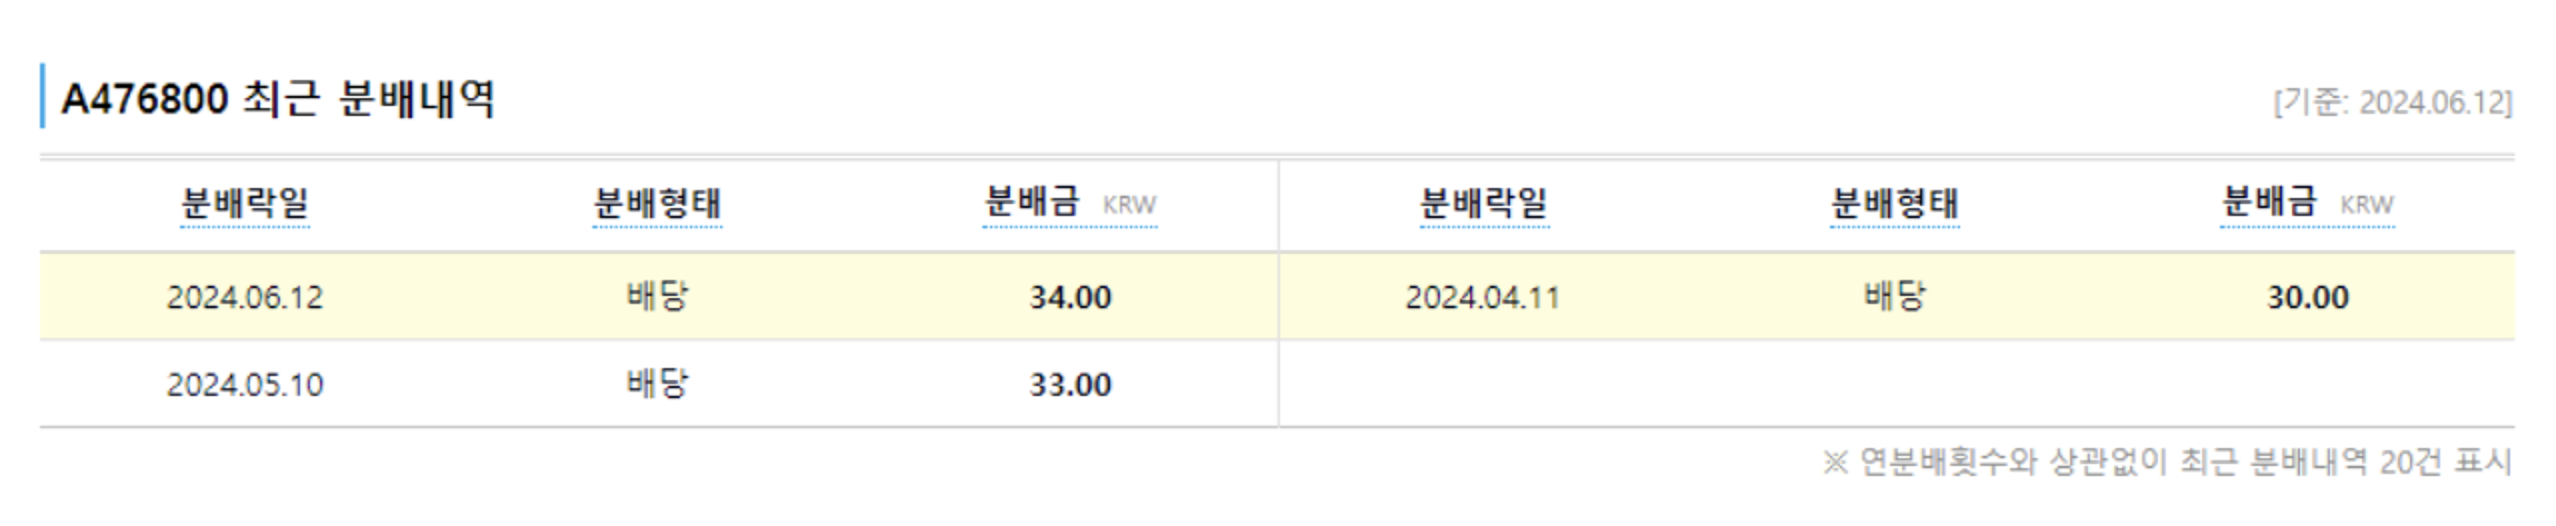 A476800 최근 분배내역
[기준: 2024.06.12]
분배락일 분배형태 분배금 KRW 분배락일 분배형태 분배금 KRW
2024.06.12 배당 34.00 2024.04.11 배당 30.00
2024.05.10 배당 33.00
※ 연분배횟수와 상관없이 최근 분배내역 20건 표시